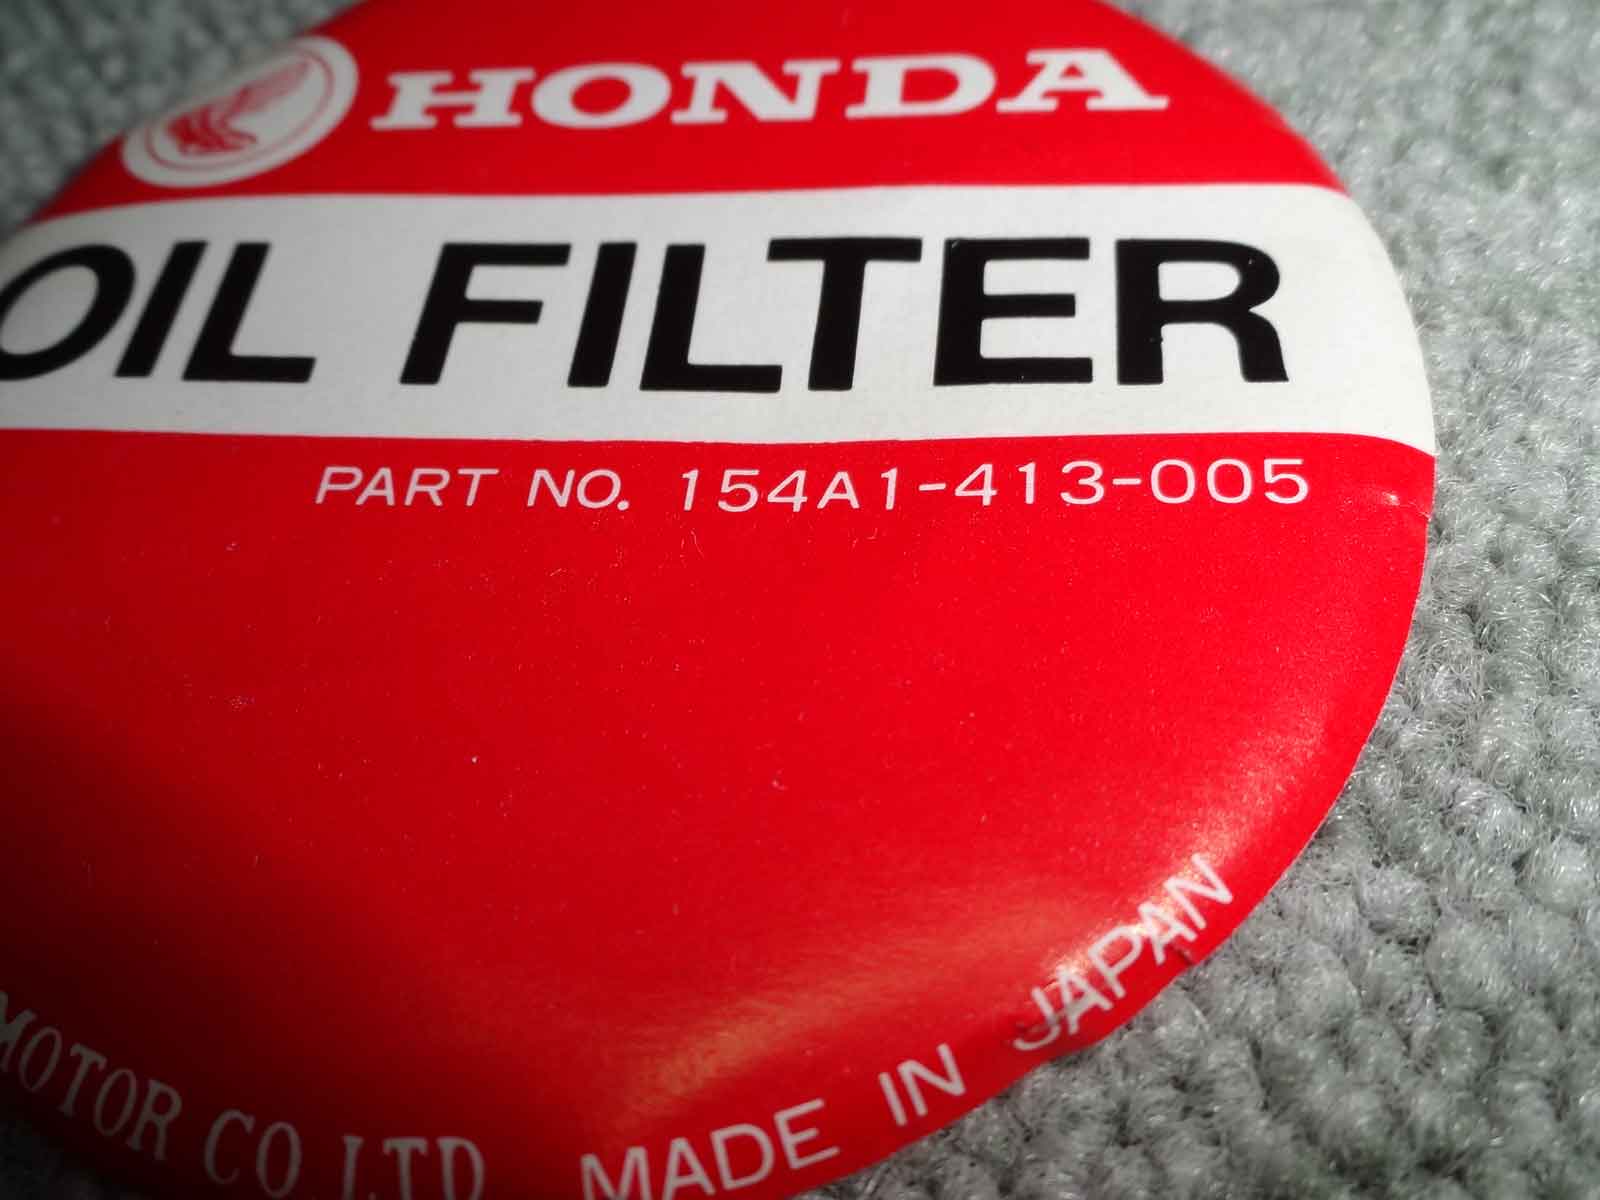 HONDA
OIL FILTER
PART NO. 154A1-413-005
MOTOR CO LTD MADE IN JAPAN